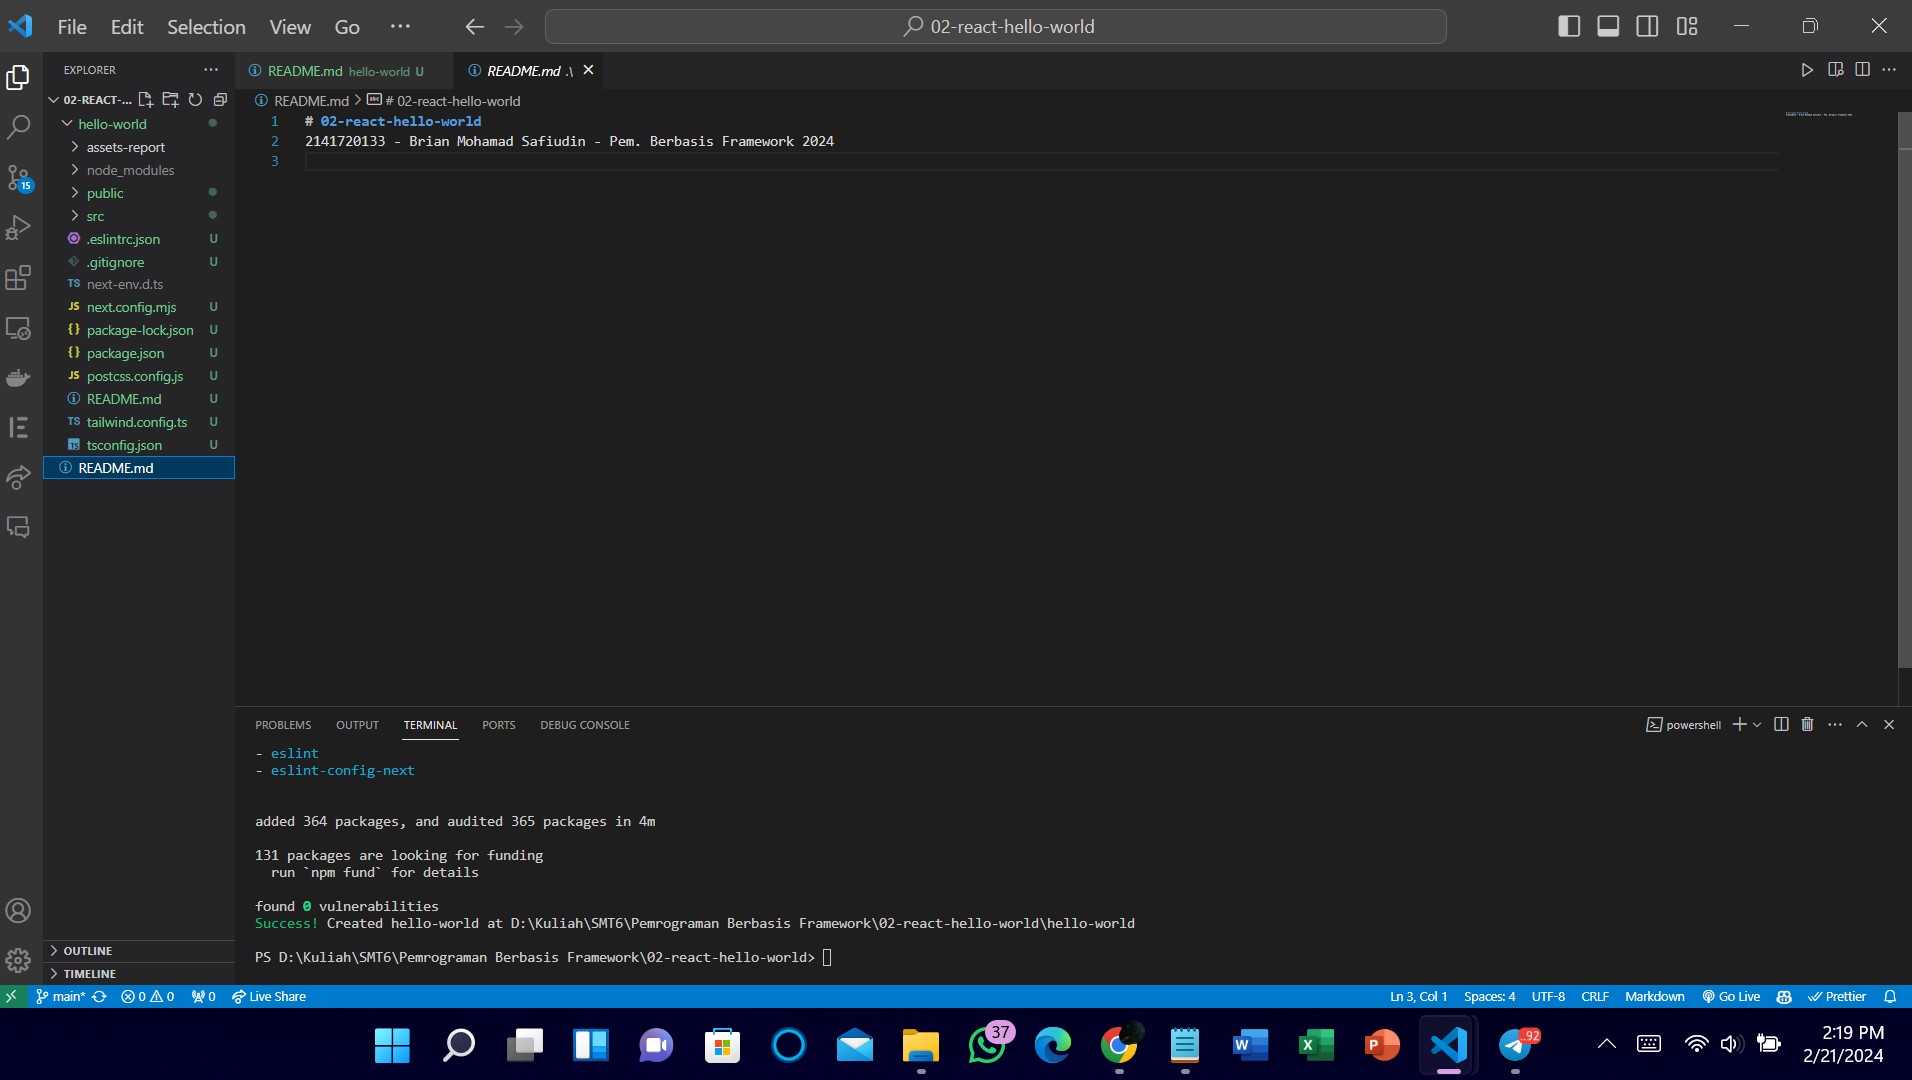 File Edit Selection View Go ··· 02-react-hello-world
EXPLORER ···
02-REACT-...
hello-world
assets-report
node_modules
public
src
.eslintrc.json U
.gitignore U
TS next-env.d.ts
JS next.config.mjs U
{} package-lock.json U
{} package.json U
JS postcss.config.js U
README.md U
TS tailwind.config.ts U
TS tsconfig.json U
README.md
15
OUTLINE
TIMELINE
README.md hello-world U README.md .\
README.md > # 02-react-hello-world
1 # 02-react-hello-world
2 2141720133 - Brian Mohamad Safiudin - Pem. Berbasis Framework 2024
3
PROBLEMS OUTPUT TERMINAL PORTS DEBUG CONSOLE powershell
- eslint
- eslint-config-next
added 364 packages, and audited 365 packages in 4m
131 packages are looking for funding
run `npm fund` for details
found 0 vulnerabilities
Success! Created hello-world at D:\Kuliah\SMT6\Pemrograman Berbasis Framework\02-react-hello-world\hello-world
PS D:\Kuliah\SMT6\Pemrograman Berbasis Framework\02-react-hello-world>
main* 0 0 0 Live Share Ln 3, Col 1 Spaces: 4 UTF-8 CRLF Markdown Go Live Prettier
37 W X P ..92 2:19 PM
2/21/2024